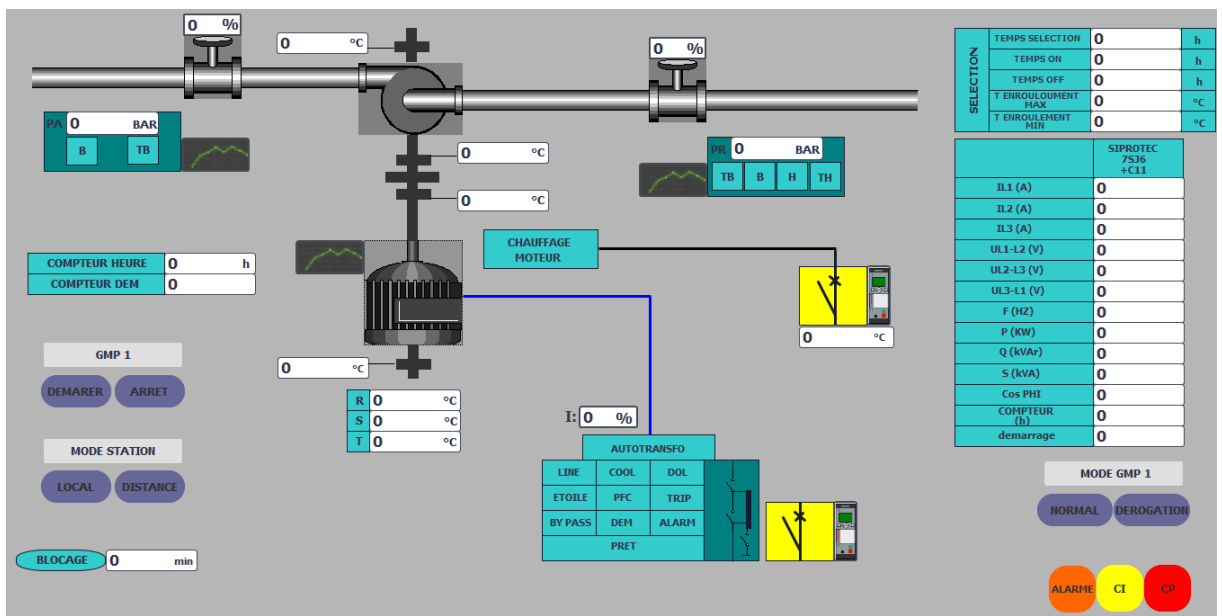 0 %
0 °C
0 %
PA 0 BAR
B TB
0 °C
0 °C
PR 0 BAR
TB B H TH
COMPTEUR HEURE 0 h
COMPTEUR DEM 0
CHAUFFAGE
MOTEUR
0 °C
0 °C
GMP 1
DEMARER ARRET
R 0 °C
S 0 °C
T 0 °C
MODE STATION
LOCAL DISTANCE
BLOCAGE 0 min
I: 0 %
AUTOTRANSFO
LINE COOL DOL
ETOILE PFC TRIP
BY PASS DEM ALARM
PRET
SELECTION
TEMPS SELECTION 0 h
TEMPS ON 0 h
TEMPS OFF 0 h
T ENROULOUMENT
MAX 0 °C
T ENROULEMENT
MIN 0 °C
SIPROTEC
7SJ6
+C11
IL1 (A) 0
IL2 (A) 0
IL3 (A) 0
UL1-L2 (V) 0
UL2-L3 (V) 0
UL3-L1 (V) 0
F (HZ) 0
P (KW) 0
Q (kVAr) 0
S (kVA) 0
Cos PHI 0
COMPTEUR
(h) 0
demarrage 0
MODE GMP 1
NORMAL DEROGATION
ALARME CI CP